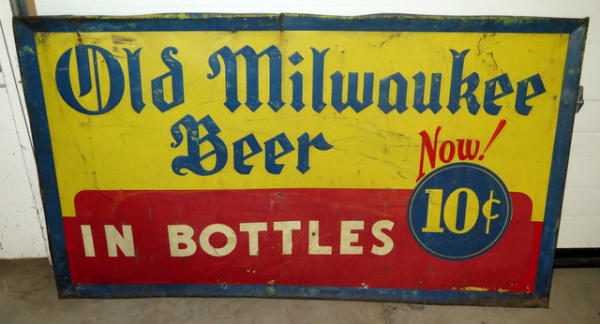 Old Milwaukee
Beer
Now!
10¢
IN BOTTLES